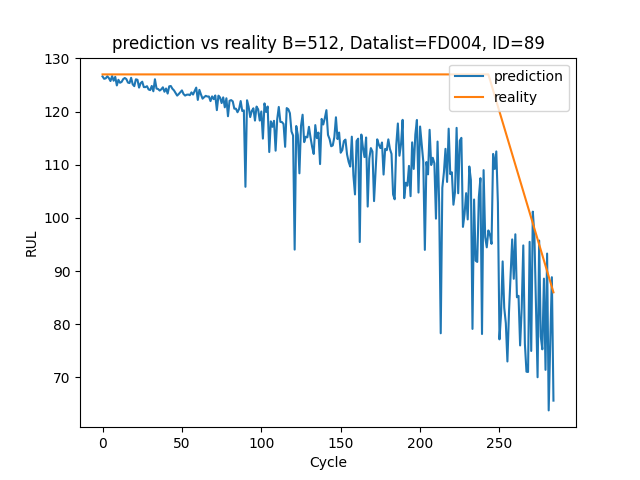 prediction vs reality B=512, Datalist=FD004, ID=89
130
120
110
100
90
80
70
RUL
prediction
reality
0
50
100
150
200
250
Cycle